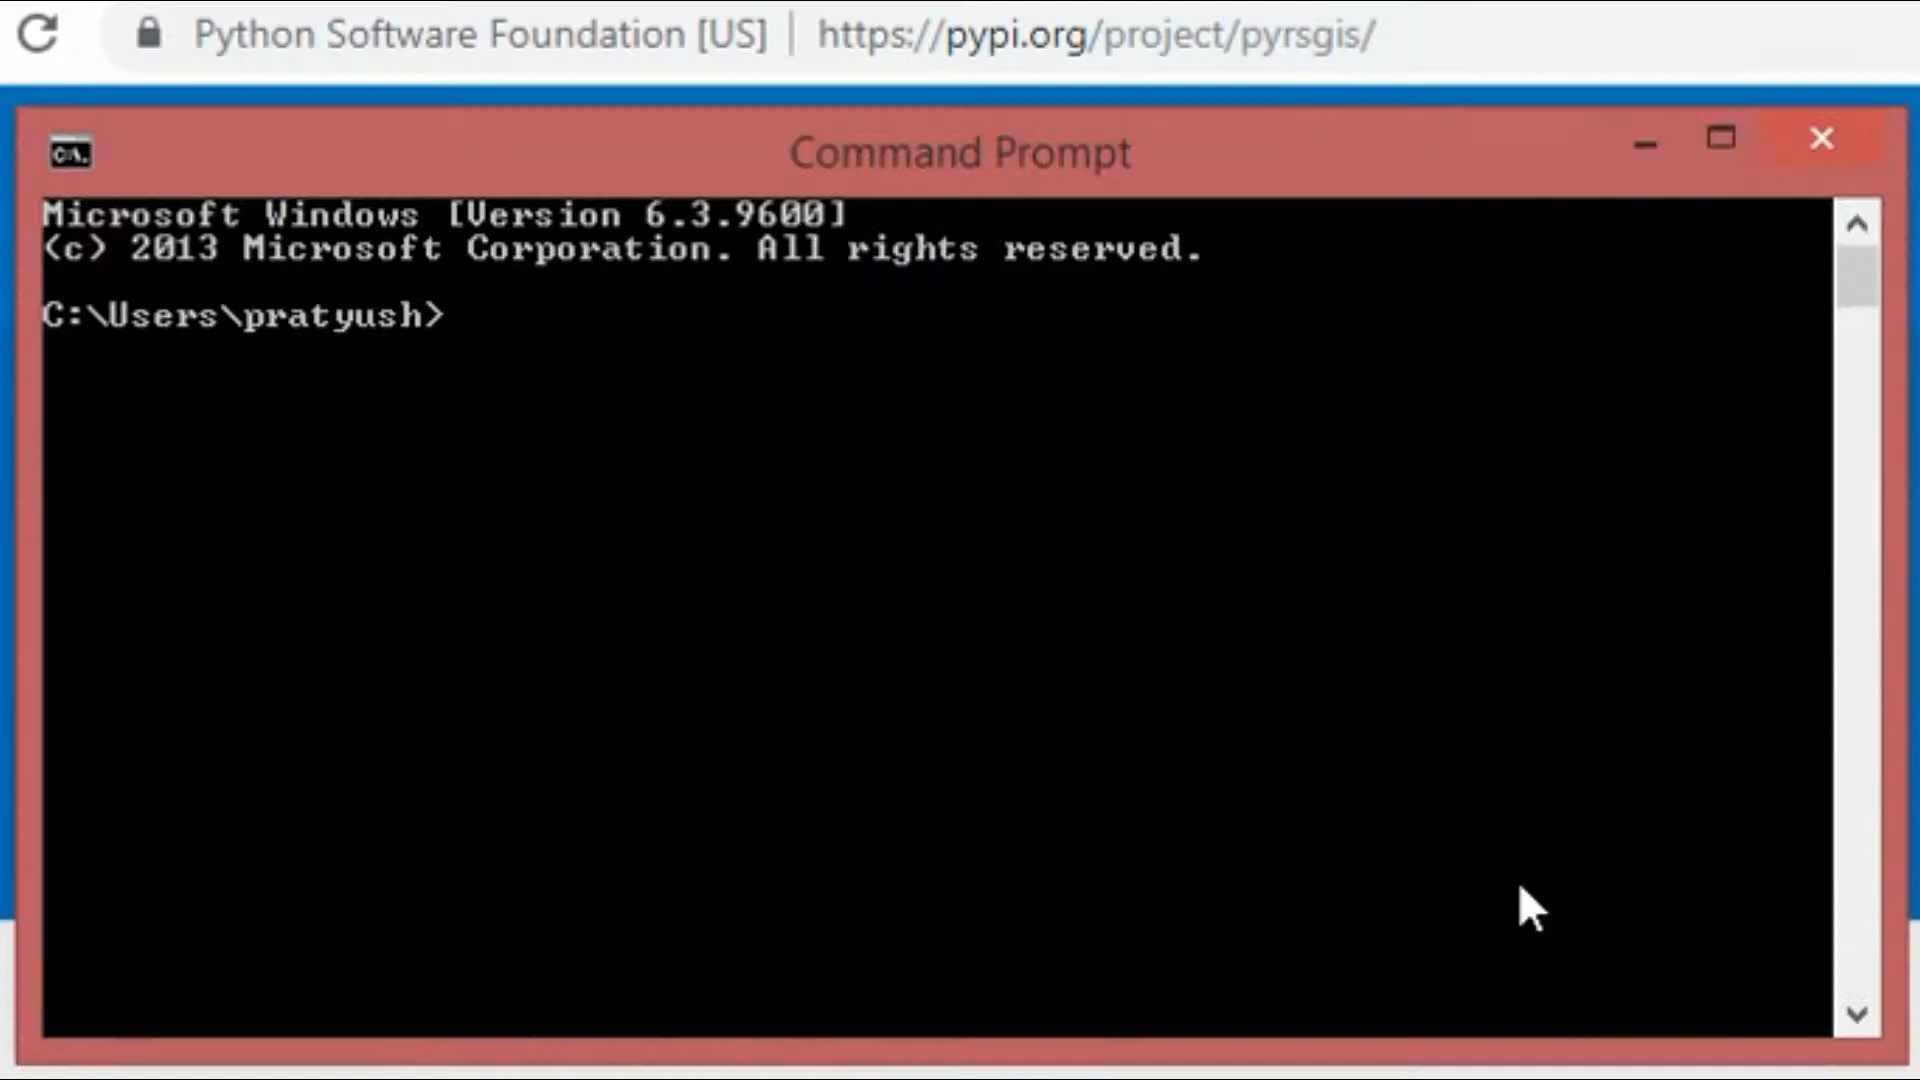 Python Software Foundation [US] | https://pypi.org/project/pyrsgis/
C:\.
Command Prompt
Microsoft Windows [Version 6.3.9600]
(c) 2013 Microsoft Corporation. All rights reserved.
C:\Users\pratyush>